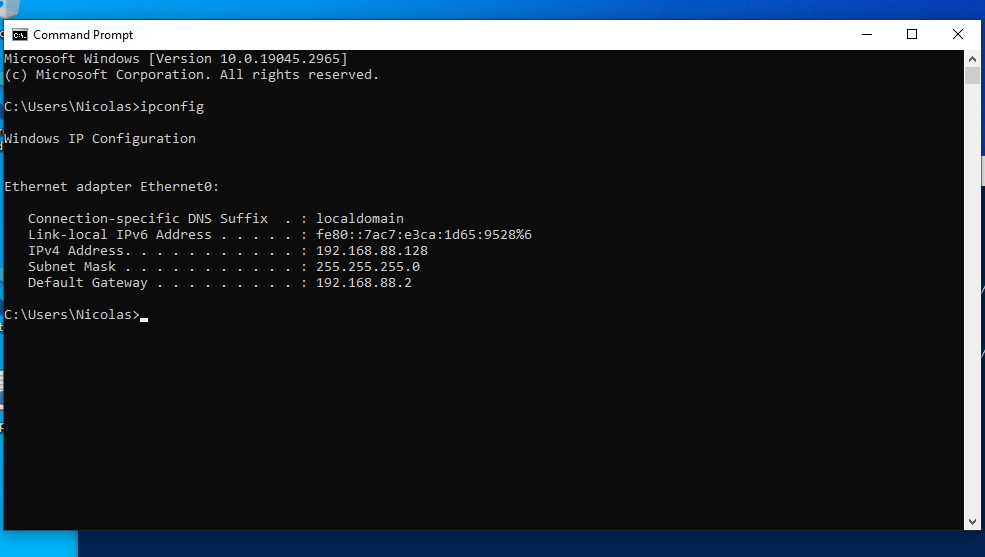 Command Prompt
Microsoft Windows [Version 10.0.19045.2965]
(c) Microsoft Corporation. All rights reserved.
C:\Users\Nicolas>ipconfig
Windows IP Configuration
Ethernet adapter Ethernet0:
   Connection-specific DNS Suffix  . : localdomain
   Link-local IPv6 Address . . . . . : fe80::7ac7:e3ca:1d65:9528%6
   IPv4 Address. . . . . . . . . . . : 192.168.88.128
   Subnet Mask . . . . . . . . . . . : 255.255.255.0
   Default Gateway . . . . . . . . . : 192.168.88.2
C:\Users\Nicolas>